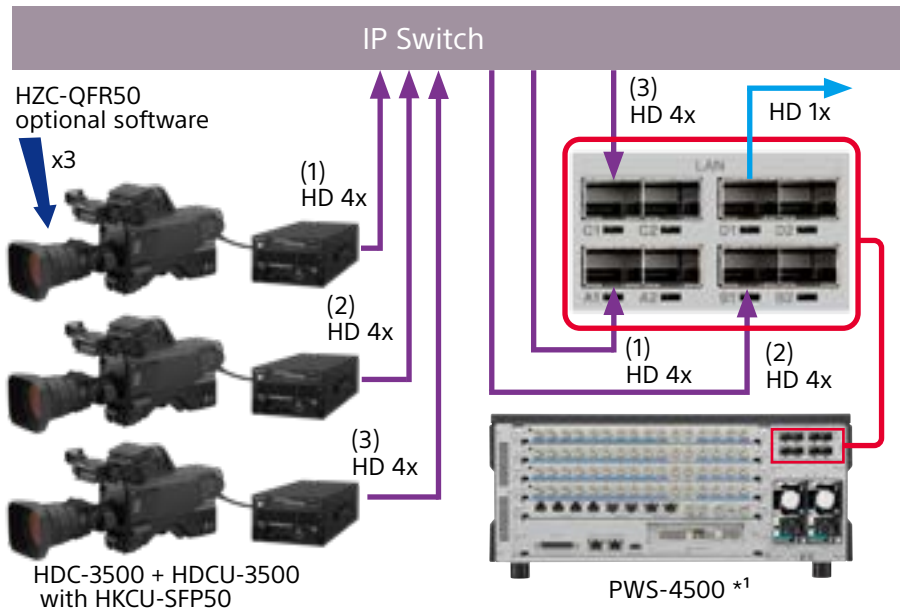 IP Switch
HZC-QFR50
optional software
x3
(1)
HD 4x
(2)
HD 4x
(3)
HD 4x
(3)
HD 4x
HD 1x
LAN
C1
C2
D1
D2
A1
A2
B1
B2
(1)
HD 4x
(2)
HD 4x
HDC-3500 + HDCU-3500
with HKCU-SFP50
PWS-4500 *¹